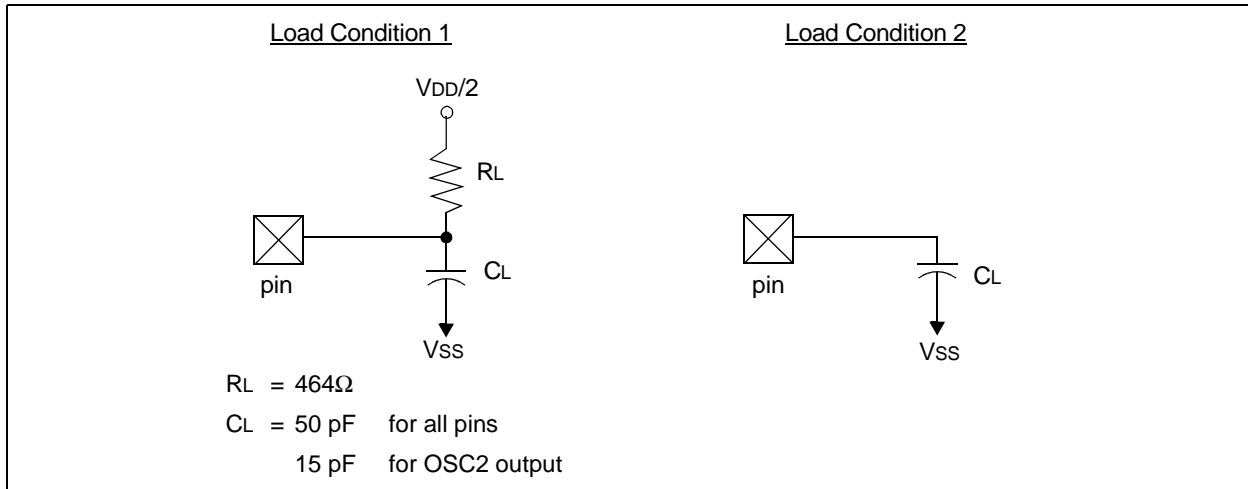 Load Condition 1
VDD/2
RL
pin
CL
VSS
RL = 464Ω
CL = 50 pF for all pins
15 pF for OSC2 output
Load Condition 2
pin
CL
VSS